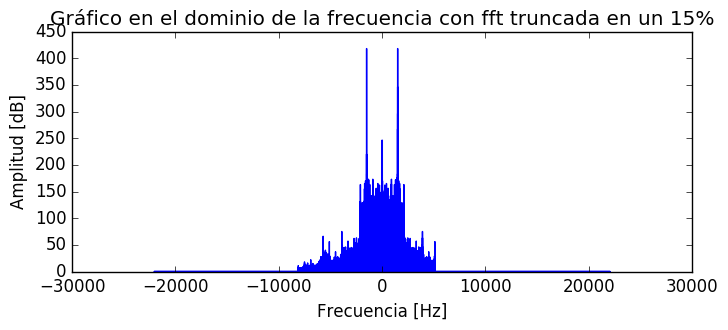 Gráfico en el dominio de la frecuencia con fft truncada en un 15%
450
400
350
300
250
200
150
100
50
0
Amplitud [dB]
−30000 −20000 −10000 0 10000 20000 30000
Frecuencia [Hz]